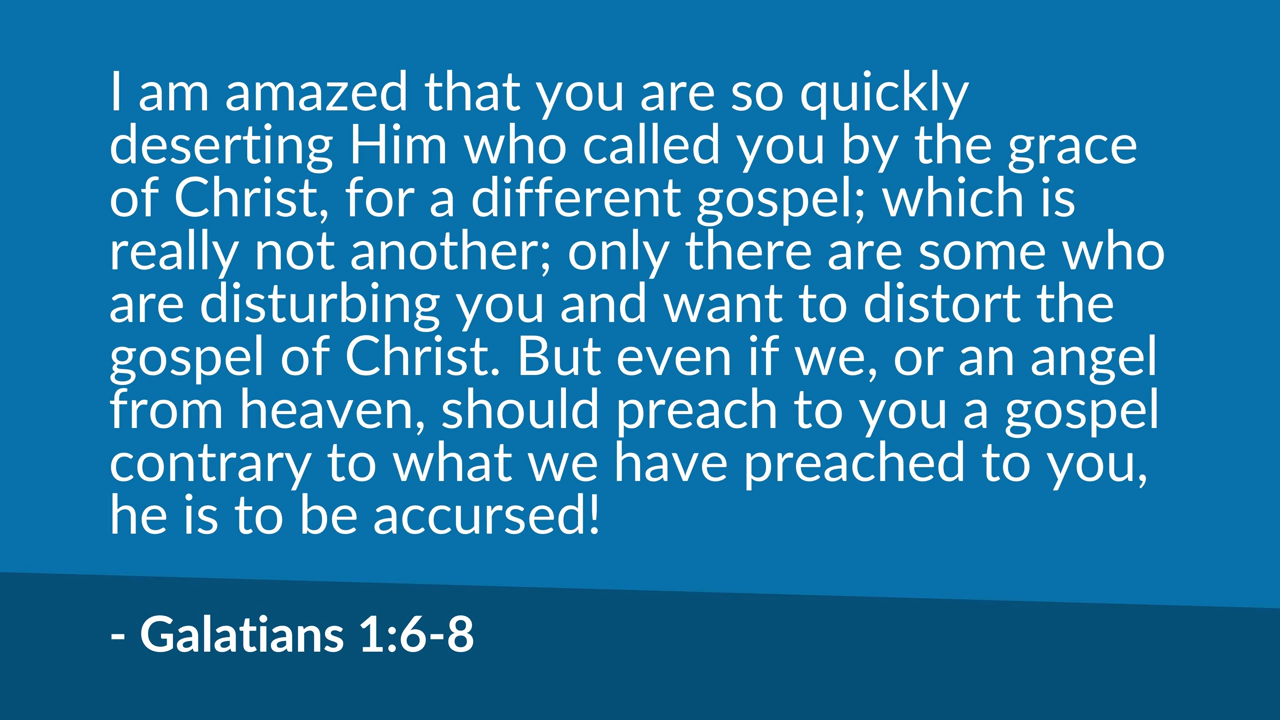 I am amazed that you are so quickly
deserting Him who called you by the grace
of Christ, for a different gospel; which is
really not another; only there are some who
are disturbing you and want to distort the
gospel of Christ. But even if we, or an angel
from heaven, should preach to you a gospel
contrary to what we have preached to you,
he is to be accursed!
- Galatians 1:6-8